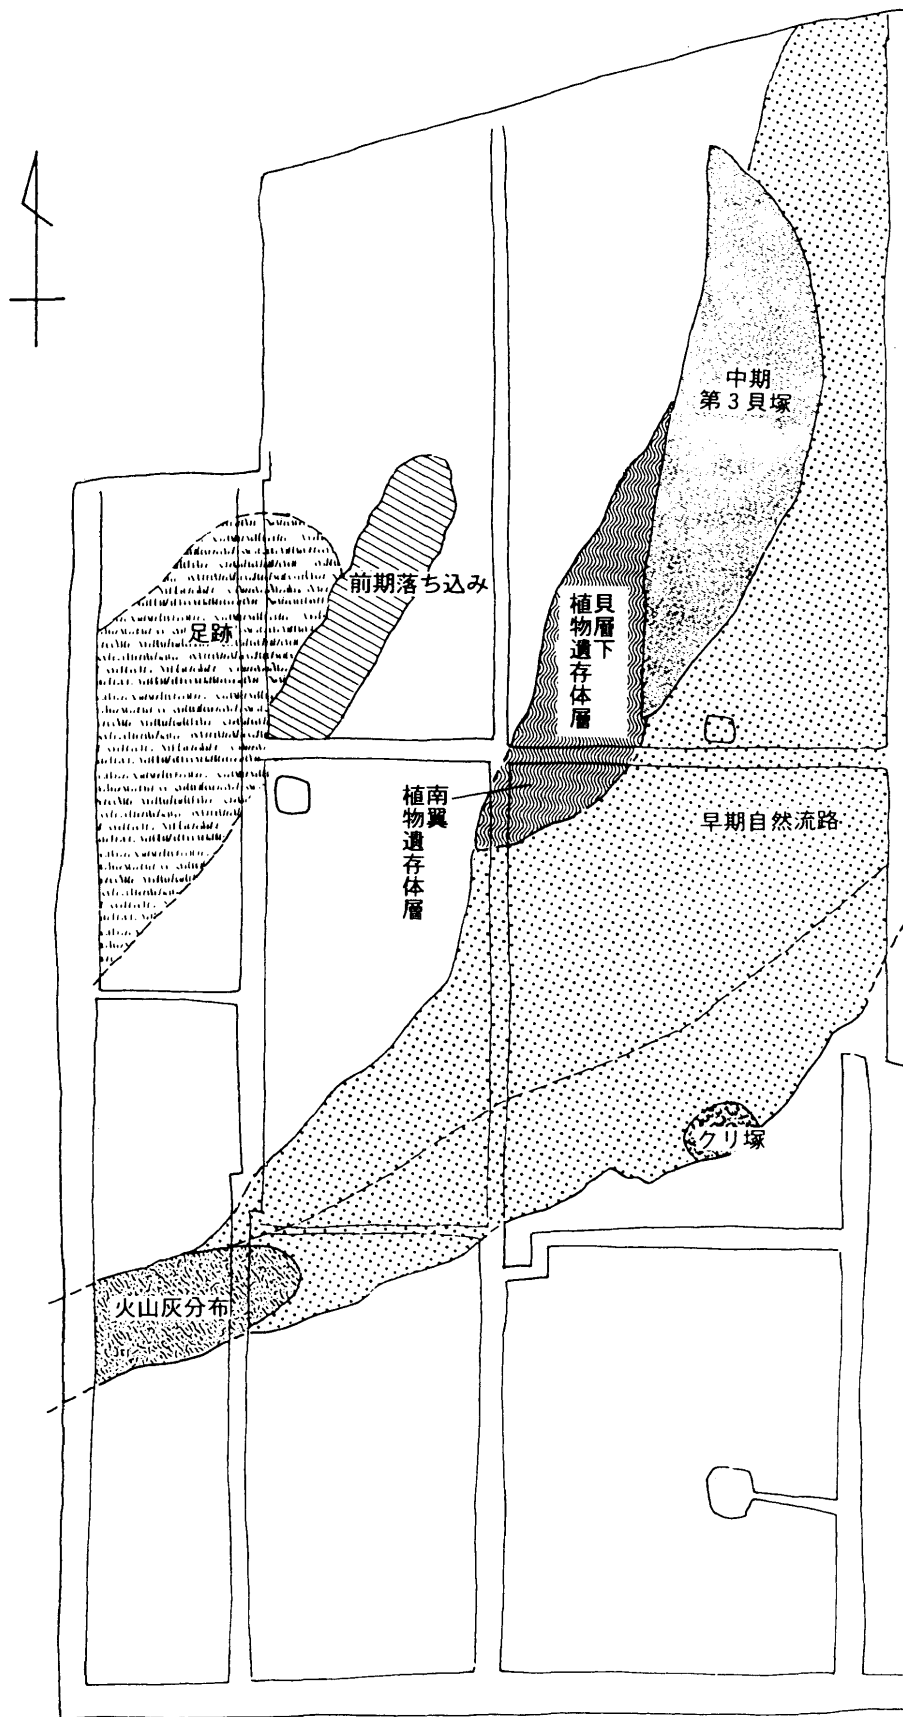 中期
第3貝塚
前期落ち込み
足跡
貝層下
植物遺存体層
南翼
植物遺存体層
早期自然流路
クリ塚
火山灰分布